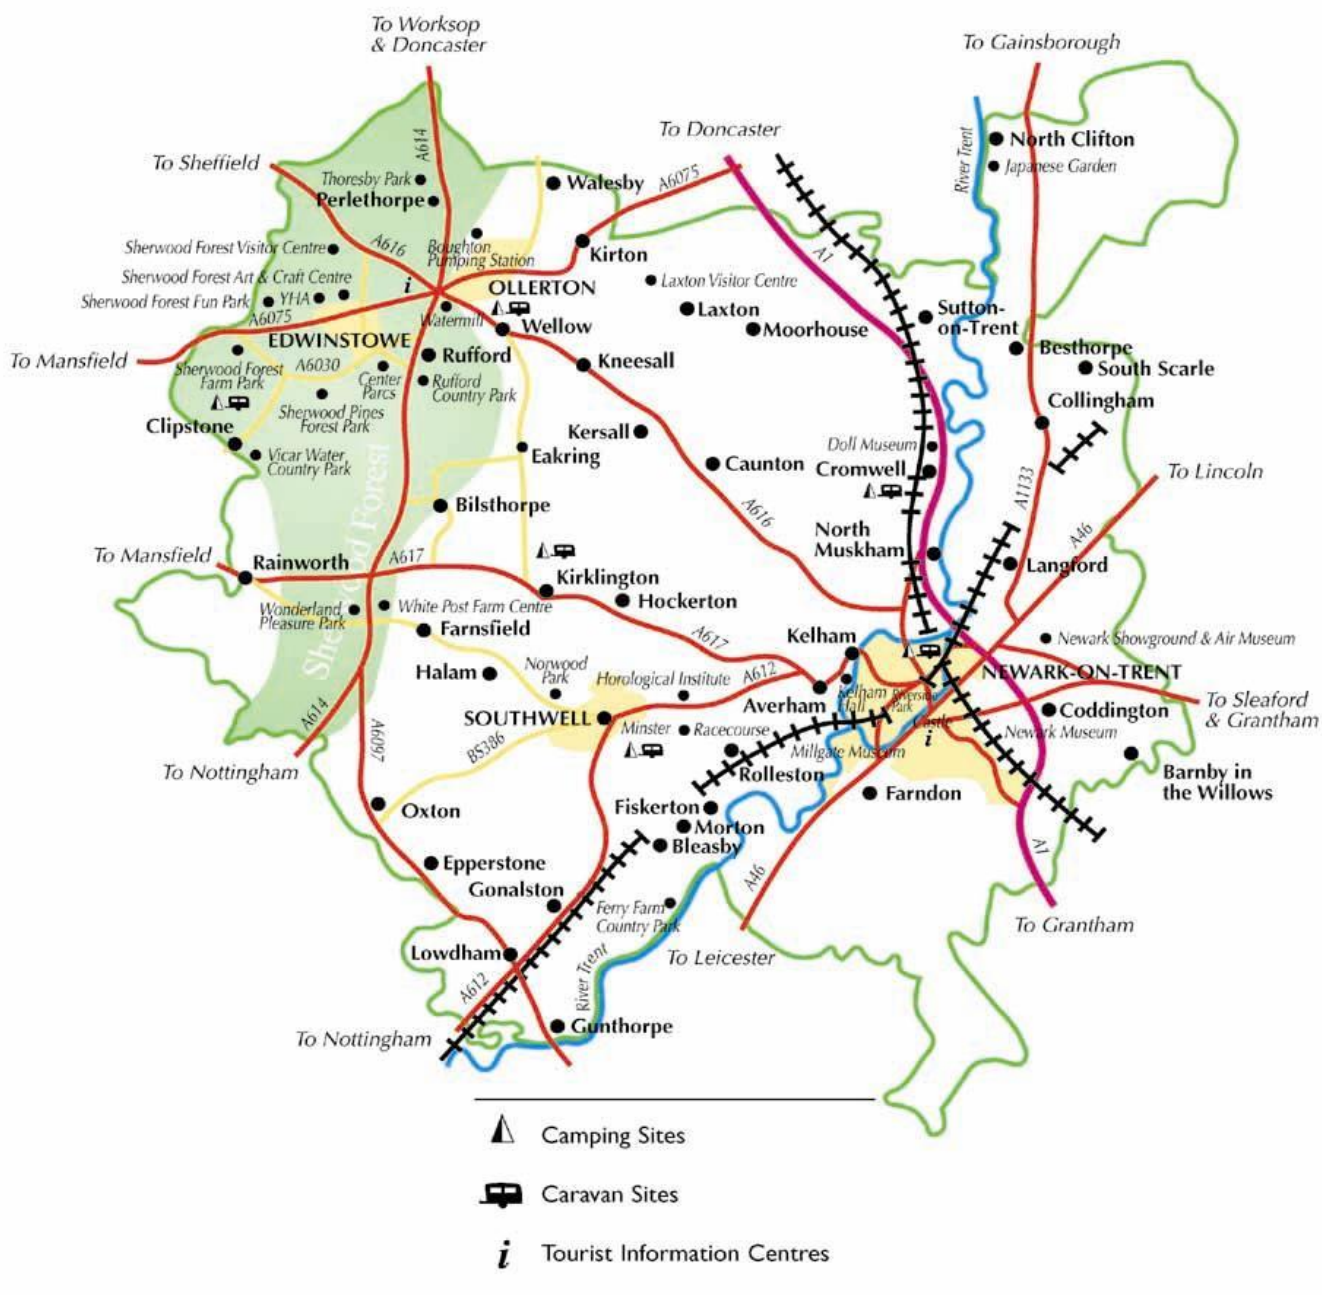 To Worksop
& Doncaster
To Gainsborough
To Doncaster
North Clifton
Japanese Garden
River Trent
A614
To Sheffield
Thoresby Park
Perlethorpe
Walesby
A6075
Sherwood Forest Visitor Centre
A616
Boughton
Pumping Station
Kirton
A1
Sherwood Forest Art & Craft Centre
Sherwood Forest Fun Park
YHA
i
OLLERTON
Laxton Visitor Centre
Laxton
Moorhouse
Sutton-
on-Trent
A6075
Watermill
Wellow
EDWINSTOWE
To Mansfield
Rufford
Kneesall
Besthorpe
South Scarle
Sherwood Forest
Farm Park
A6030
Center
Parcs
Rufford
Country Park
Sherwood Pines
Forest Park
Collingham
Clipstone
Vicar Water
Country Park
Eakring
Kersall
Caunton
Doll Museum
Cromwell
To Lincoln
A1133
A46
A616
Sherwood Forest
Bilsthorpe
North
Muskham
To Mansfield
Rainworth
A617
Kirklington
Hockerton
Langford
Wonderland
Pleasure Park
White Post Farm Centre
Farnsfield
A617
Kelham
Newark Showground & Air Museum
Halam
Norwood
Park
Horological Institute
A612
Averham
Kelham
Hall
Riverside
Park
NEWARK-ON-TRENT
To Sleaford
& Grantham
SOUTHWELL
Minster
Racecourse
Castle
i
Coddington
Newark Museum
A614
A6097
BS386
To Nottingham
Rolleston
Millgate Museum
Barnby in
the Willows
Oxton
Fiskerton
Farndon
Morton
Bleasby
A1
Epperstone
Gonalston
A46
Ferry Farm
Country Park
To Grantham
Lowdham
To Leicester
A612
River Trent
To Nottingham
Gunthorpe
Camping Sites
Caravan Sites
i Tourist Information Centres